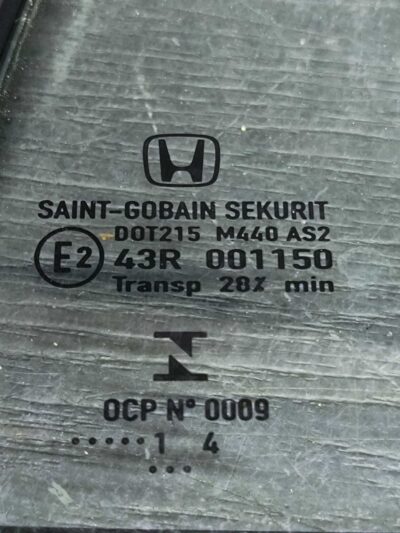 SAINT-GOBAIN SEKURIT
DOT215 M440 AS2
E2 43R 001150
Transp 28% min
OCP N° 0009
.....1 4
...